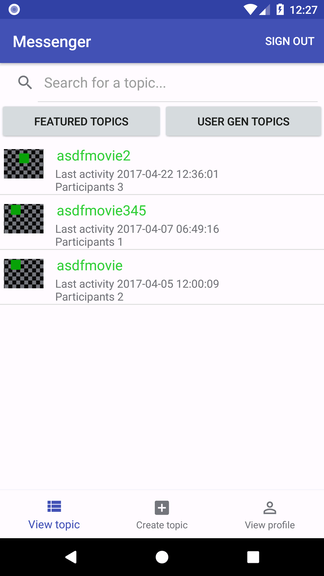 12:27
Messenger
SIGN OUT
Search for a topic...
FEATURED TOPICS
USER GEN TOPICS
asdfmovie2
Last activity 2017-04-22 12:36:01
Participants 3
asdfmovie345
Last activity 2017-04-07 06:49:16
Participants 1
asdfmovie
Last activity 2017-04-05 12:00:09
Participants 2
View topic
Create topic
View profile